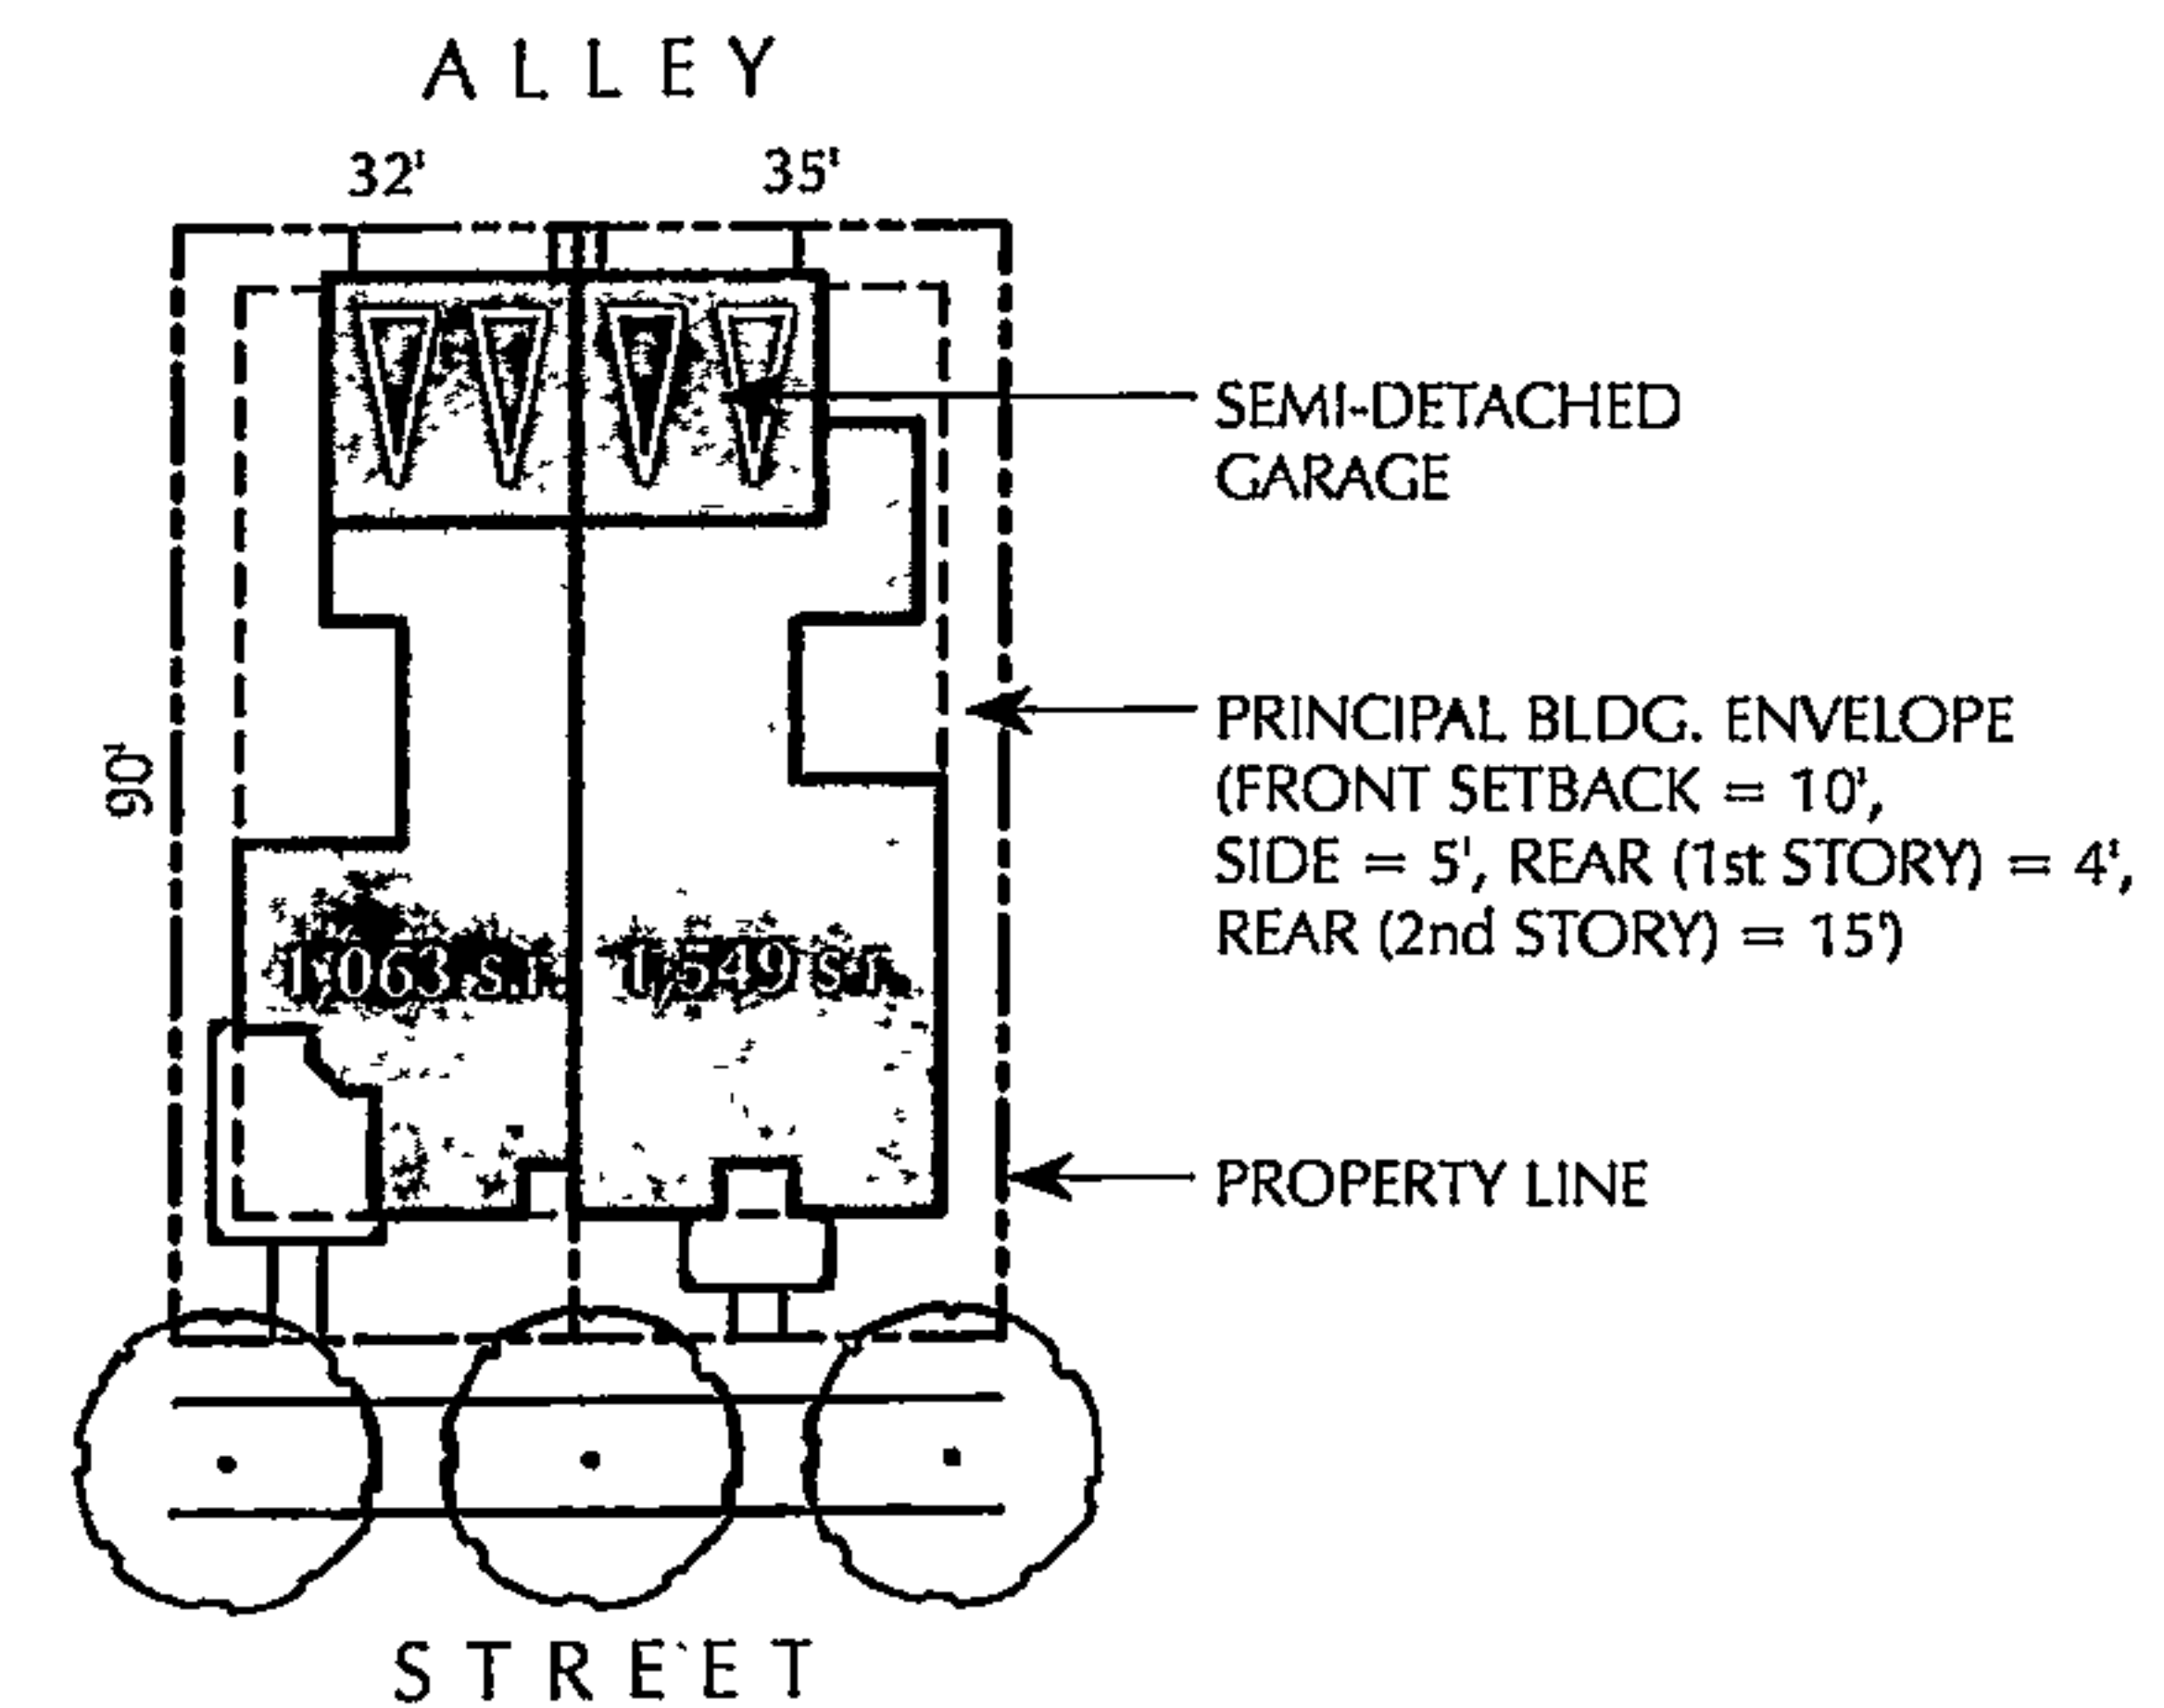 ALLEY
32' 35'
SEMI-DETACHED
GARAGE
90'
PRINCIPAL BLDG. ENVELOPE
(FRONT SETBACK = 10',
SIDE = 5', REAR (1st STORY) = 4',
REAR (2nd STORY) = 15')
1,063 s.f. 1,549 s.f.
PROPERTY LINE
STREET